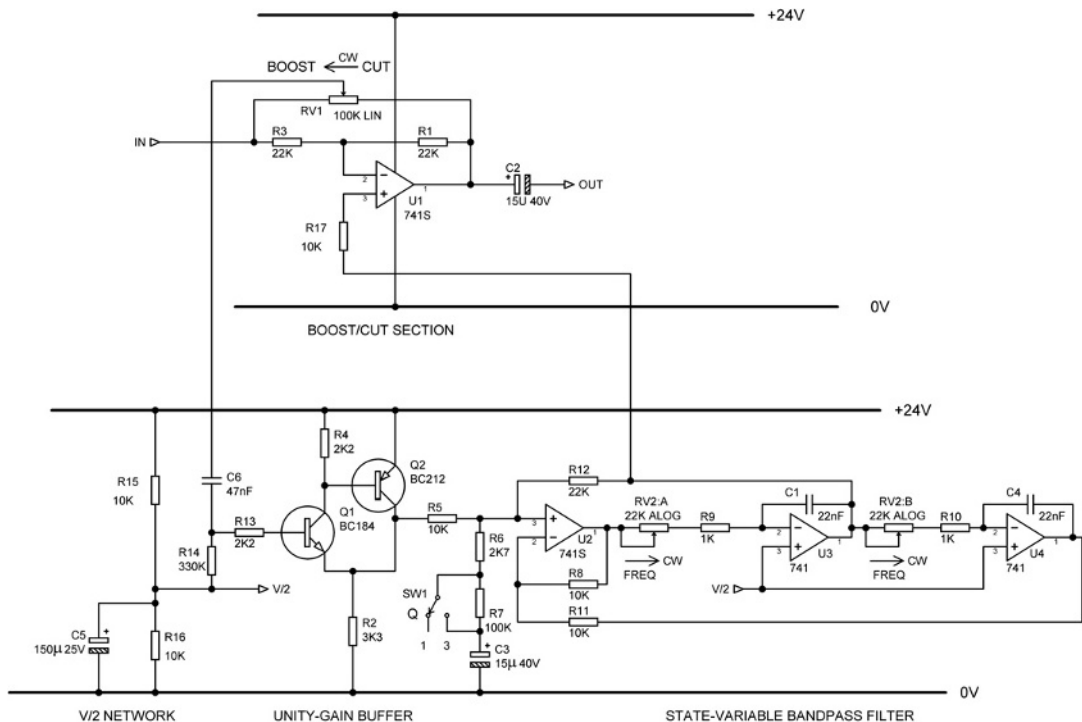 +24V
BOOST CW CUT
RV1 100K LIN
IN
R3
22K
R1
22K
C2
+
15U 40V
OUT
2
3
1
−
+
U1
741S
R17
10K
0V
BOOST/CUT SECTION
+24V
R15
10K
C6
47nF
R4
2K2
Q2
BC212
Q1
BC184
R13
2K2
R14
330K
V/2
C5
150µ 25V
+
R16
10K
R2
3K3
R5
10K
R6
2K7
SW1
Q
1 3
R7
100K
C3
+
15µ 40V
R12
22K
3
2
1
+
−
U2
741S
RV2:A
22K ALOG
CW
FREQ
R9
1K
R8
10K
R11
10K
C1
22nF
2
3
1
−
+
U3
741
V/2
RV2:B
22K ALOG
CW
FREQ
R10
1K
C4
22nF
2
3
1
−
+
U4
741
0V
V/2 NETWORK
UNITY-GAIN BUFFER
STATE-VARIABLE BANDPASS FILTER